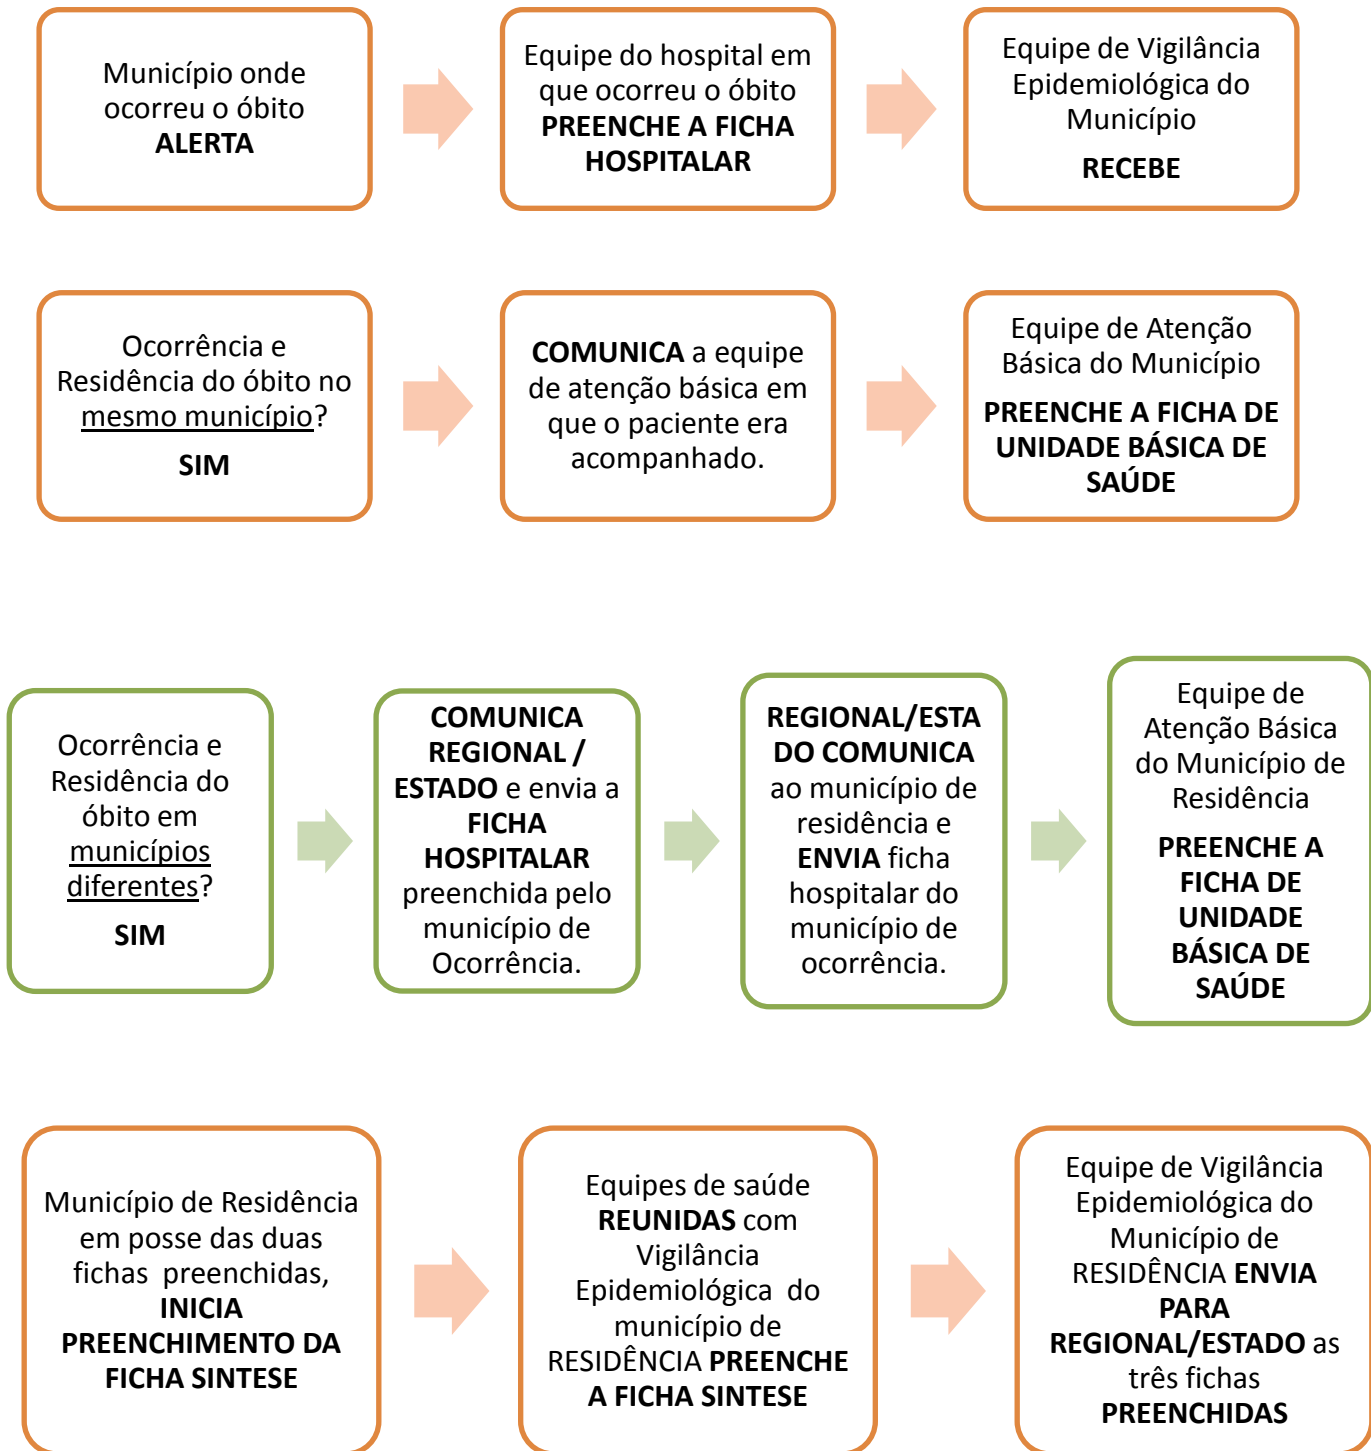 Município onde
ocorreu o óbito
ALERTA
Equipe do hospital em
que ocorreu o óbito
PREENCHE A FICHA
HOSPITALAR
Equipe de Vigilância
Epidemiológica do
Município
RECEBE
Ocorrência e
Residência do óbito no
mesmo município?
SIM
COMUNICA a equipe
de atenção básica em
que o paciente era
acompanhado.
Equipe de Atenção
Básica do Município
PREENCHE A FICHA DE
UNIDADE BÁSICA DE
SAÚDE
Ocorrência e
Residência do
óbito em
municípios
diferentes?
SIM
COMUNICA
REGIONAL /
ESTADO e envia a
FICHA
HOSPITALAR
preenchida pelo
município de
Ocorrência.
REGIONAL/ESTA
DO COMUNICA
ao município de
residência e
ENVIA ficha
hospitalar do
município de
ocorrência.
Equipe de
Atenção Básica
do Município de
Residência
PREENCHE A
FICHA DE
UNIDADE
BÁSICA DE
SAÚDE
Município de Residência
em posse das duas
fichas preenchidas,
INICIA
PREENCHIMENTO DA
FICHA SINTESE
Equipes de saúde
REUNIDAS com
Vigilância
Epidemiológica do
município de
RESIDÊNCIA PREENCHE
A FICHA SINTESE
Equipe de Vigilância
Epidemiológica do
Município de
RESIDÊNCIA ENVIA
PARA
REGIONAL/ESTADO as
três fichas
PREENCHIDAS